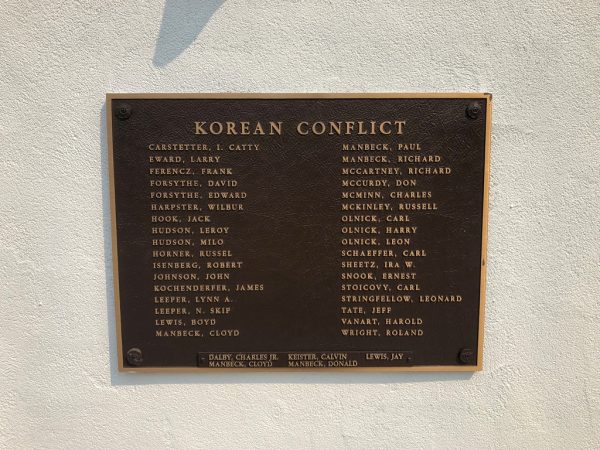 KOREAN CONFLICT
CARSTETTER, I. CATTY
EWARD, LARRY
FERENCZ, FRANK
FORSYTHE, DAVID
FORSYTHE, EDWARD
HARPSTER, WILBUR
HOOK, JACK
HUDSON, LEROY
HUDSON, MILO
HORNER, RUSSEL
ISENBERG, ROBERT
JOHNSON, JOHN
KOCHENDERFER, JAMES
LEEPER, LYNN A.
LEEPER, N. SKIF
LEWIS, BOYD
MANBECK, CLOYD
MANBECK, PAUL
MANBECK, RICHARD
MCCARTNEY, RICHARD
MCCURDY, DON
MCMINN, CHARLES
MCKINLEY, RUSSELL
OLNICK, CARL
OLNICK, HARRY
OLNICK, LEON
SCHAEFFER, CARL
SHEETZ, IRA W.
SNOOK, ERNEST
STOICOVY, CARL
STRINGFELLOW, LEONARD
TATE, JEFF
VANART, HAROLD
WRIGHT, ROLAND
DALBY, CHARLES JR. KEISTER, CALVIN LEWIS, JAY
MANBECK, CLOYD MANBECK, DONALD